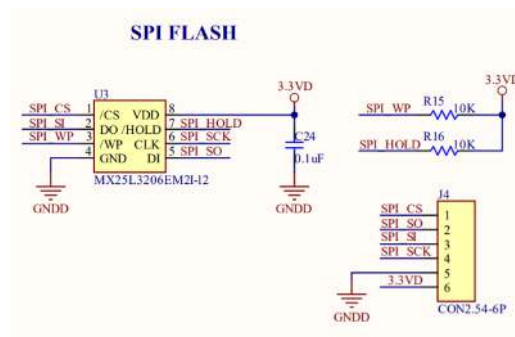 SPI FLASH
U3
SPI_CS 1 /CS VDD 8
SPI_SI 2 DO /HOLD 7 SPI_HOLD
SPI_WP 3 /WP CLK 6 SPI_SCK
4 GND DI 5 SPI_SO
MX25L3206EM2I-12
GNDD
3.3VD
C24
0.1uF
GNDD
3.3VD
SPI_WP R15 10K
SPI_HOLD R16 10K
J4
SPI_CS 1
SPI_SO 2
SPI_SI 3
SPI_SCK 4
5
3.3VD 6
GNDD
CON2.54-6P